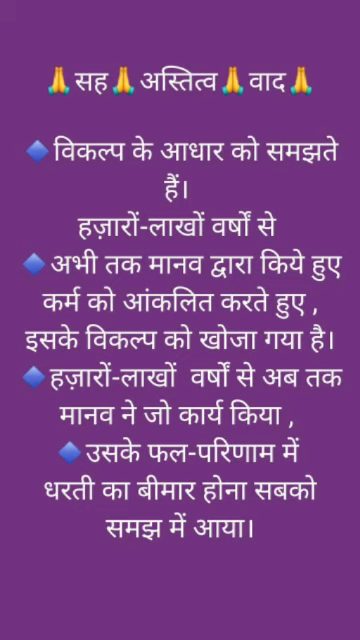 🙏सह🙏अस्तित्व🙏वाद🙏
🔷विकल्प के आधार को समझते
हैं।
हज़ारों-लाखों वर्षों से
🔷अभी तक मानव द्वारा किये हुए
कर्म को आंकलित करते हुए ,
इसके विकल्प को खोजा गया है।
🔷हज़ारों-लाखों वर्षों से अब तक
मानव ने जो कार्य किया ,
🔷उसके फल-परिणाम में
धरती का बीमार होना सबको
समझ में आया।